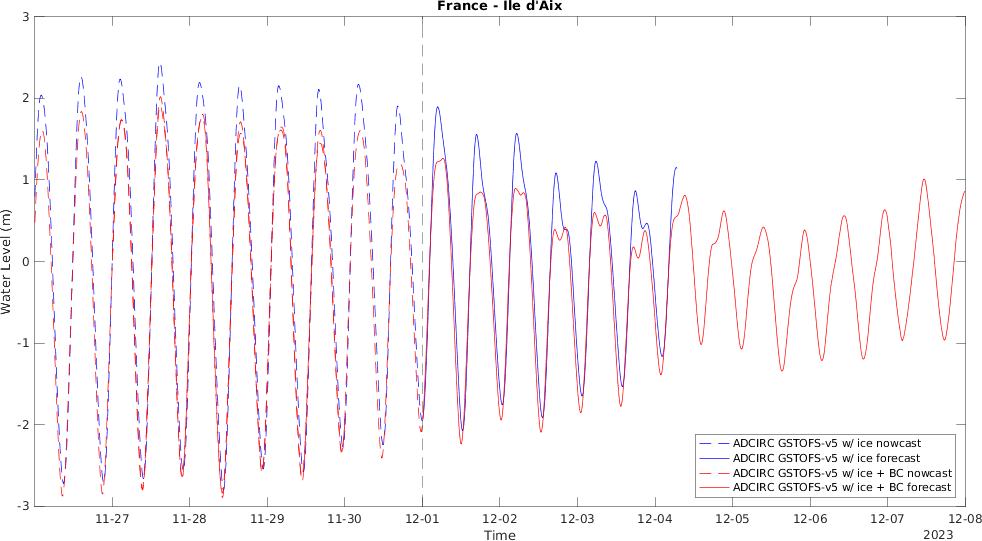 France - Ile d'Aix
3
2
1
0
-1
-2
-3
Water Level (m)
ADCIRC GSTOFS-v5 w/ ice nowcast
ADCIRC GSTOFS-v5 w/ ice forecast
ADCIRC GSTOFS-v5 w/ ice + BC nowcast
ADCIRC GSTOFS-v5 w/ ice + BC forecast
11-27 11-28 11-29 11-30 12-01 12-02 12-03 12-04 12-05 12-06 12-07 12-08
Time
2023